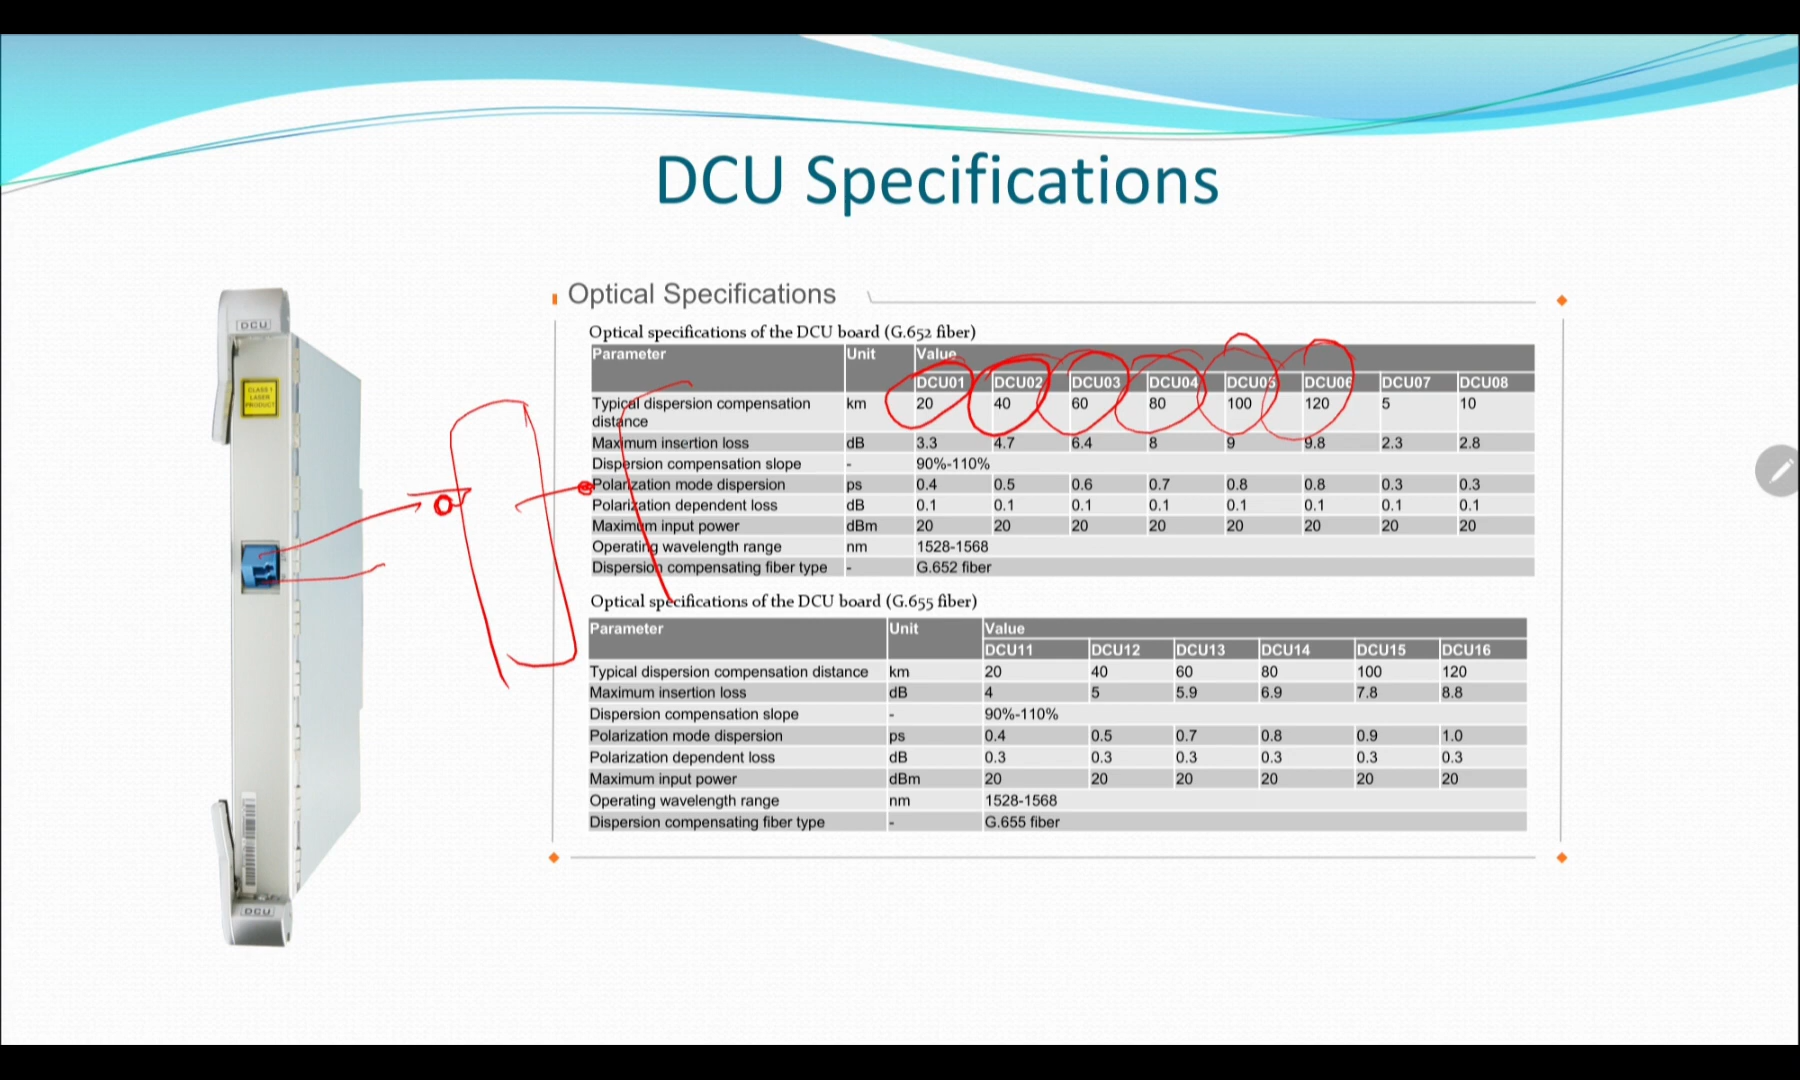 DCU Specifications
DCU
CLASS 1
LASER
PRODUCT
DCU
Optical Specifications
Optical specifications of the DCU board (G.652 fiber)
Parameter Unit Value
DCU01 DCU02 DCU03 DCU04 DCU05 DCU06 DCU07 DCU08
Typical dispersion compensation distance km 20 40 60 80 100 120 5 10
Maximum insertion loss dB 3.3 4.7 6.4 8 9 9.8 2.3 2.8
Dispersion compensation slope - 90%-110%
Polarization mode dispersion ps 0.4 0.5 0.6 0.7 0.8 0.8 0.3 0.3
Polarization dependent loss dB 0.1 0.1 0.1 0.1 0.1 0.1 0.1 0.1
Maximum input power dBm 20 20 20 20 20 20 20 20
Operating wavelength range nm 1528-1568
Dispersion compensating fiber type - G.652 fiber
Optical specifications of the DCU board (G.655 fiber)
Parameter Unit Value
DCU11 DCU12 DCU13 DCU14 DCU15 DCU16
Typical dispersion compensation distance km 20 40 60 80 100 120
Maximum insertion loss dB 4 5 5.9 6.9 7.8 8.8
Dispersion compensation slope - 90%-110%
Polarization mode dispersion ps 0.4 0.5 0.7 0.8 0.9 1.0
Polarization dependent loss dB 0.3 0.3 0.3 0.3 0.3 0.3
Maximum input power dBm 20 20 20 20 20 20
Operating wavelength range nm 1528-1568
Dispersion compensating fiber type - G.655 fiber